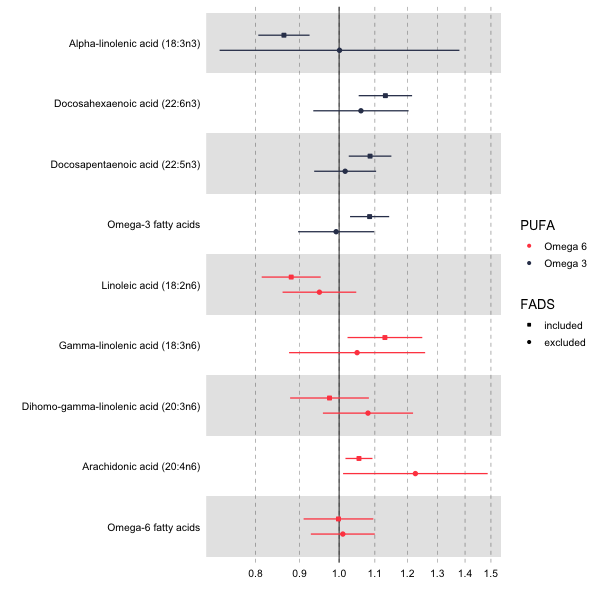 Alpha-linolenic acid (18:3n3)
Docosahexaenoic acid (22:6n3)
Docosapentaenoic acid (22:5n3)
Omega-3 fatty acids
Linoleic acid (18:2n6)
Gamma-linolenic acid (18:3n6)
Dihomo-gamma-linolenic acid (20:3n6)
Arachidonic acid (20:4n6)
Omega-6 fatty acids
0.8 0.9 1.0 1.1 1.2 1.3 1.4 1.5
PUFA
Omega 6
Omega 3
FADS
included
excluded